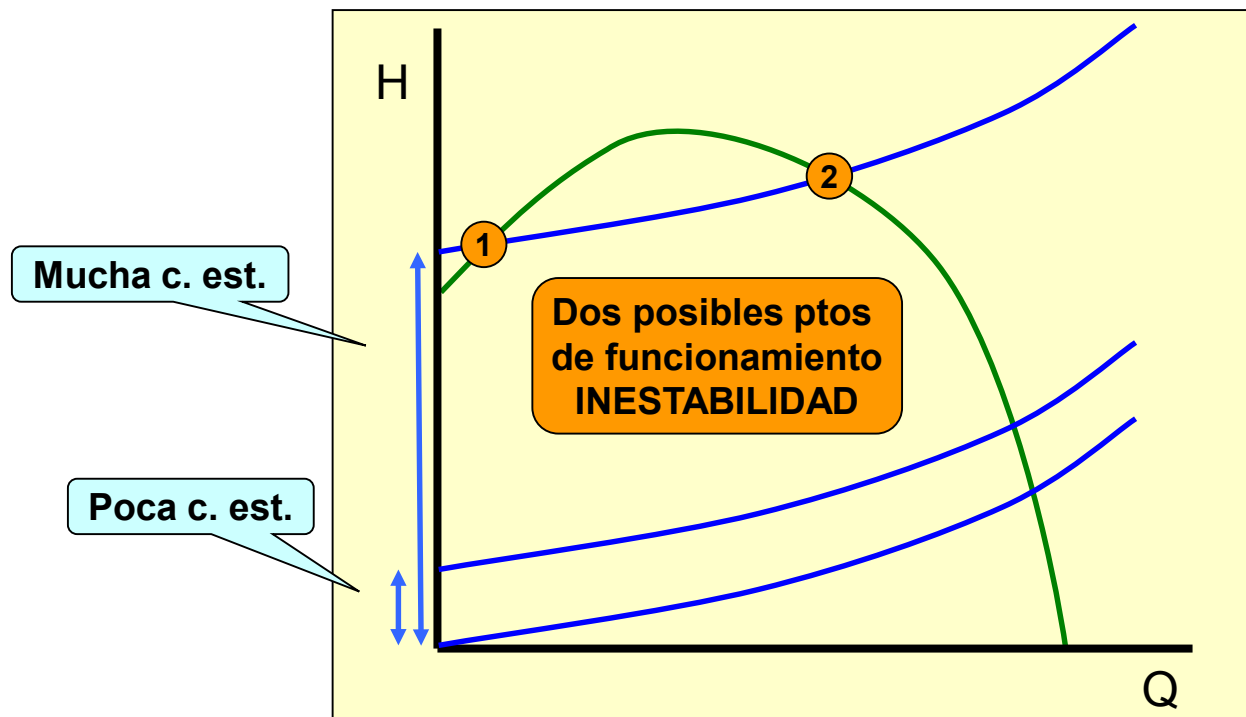 H
1
2
Mucha c. est.
Dos posibles ptos
de funcionamiento
INESTABILIDAD
Poca c. est.
Q